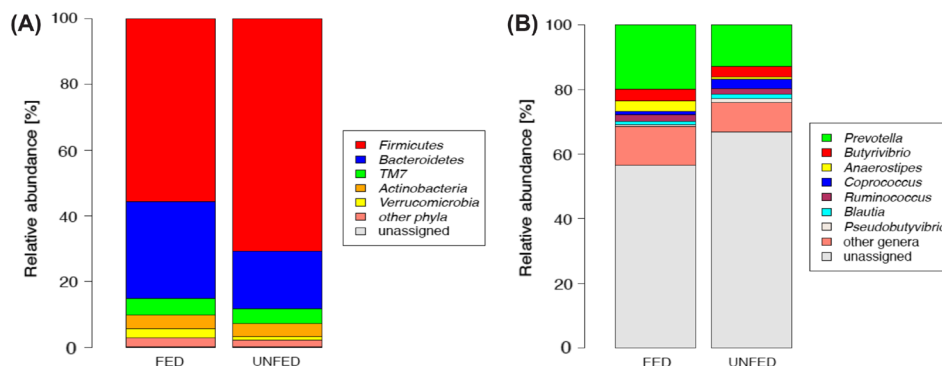 (A)
Relative abundance [%]
100
80
60
40
20
0
FED
UNFED
Firmicutes
Bacteroidetes
TM7
Actinobacteria
Verrucomicrobia
other phyla
unassigned
(B)
Relative abundance [%]
100
80
60
40
20
0
FED
UNFED
Prevotella
Butyrivibrio
Anaerostipes
Coprococcus
Ruminococcus
Blautia
Pseudobutyvibrio
other genera
unassigned